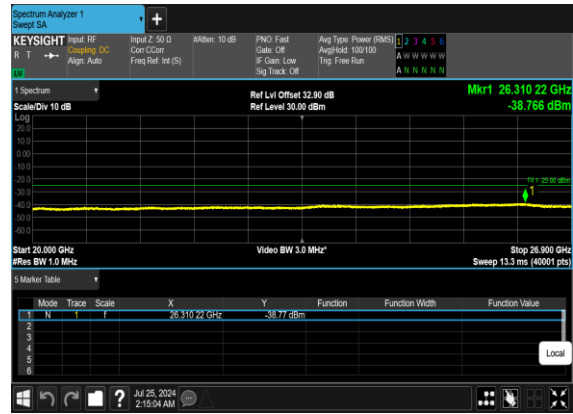 Spectrum Analyzer 1
Swept SA
+
KEYSIGHT Input: RF Input Z: 50 Ω #Atten: 10 dB PNO: Fast Avg Type: Power (RMS) 1 2 3 4 5 6
R T Coupling: DC Corr CCorr Gate: Off Avg|Hold: 100/100 A W W W W W
Align: Auto Freq Ref: Int (S) IF Gain: Low Trig: Free Run
Sig Track: Off A N N N N N
1 Spectrum Ref Lvl Offset 32.90 dB Mkr1 26.310 22 GHz
Scale/Div 10 dB Ref Level 30.00 dBm -38.766 dBm
Log
20.0
10.0
0.00
-10.0
-20.0
-25.00 dBm
-30.0
1
-40.0
-50.0
-60.0
Start 20.000 GHz Video BW 3.0 MHz* Stop 26.900 GHz
#Res BW 1.0 MHz Sweep 13.3 ms (40001 pts)
5 Marker Table
Mode Trace Scale X Y Function Function Width Function Value
1 N 1 f 26.310 22 GHz -38.77 dBm
2
3
4
5
6
Local
? Jul 25, 2024
2:15:04 AM